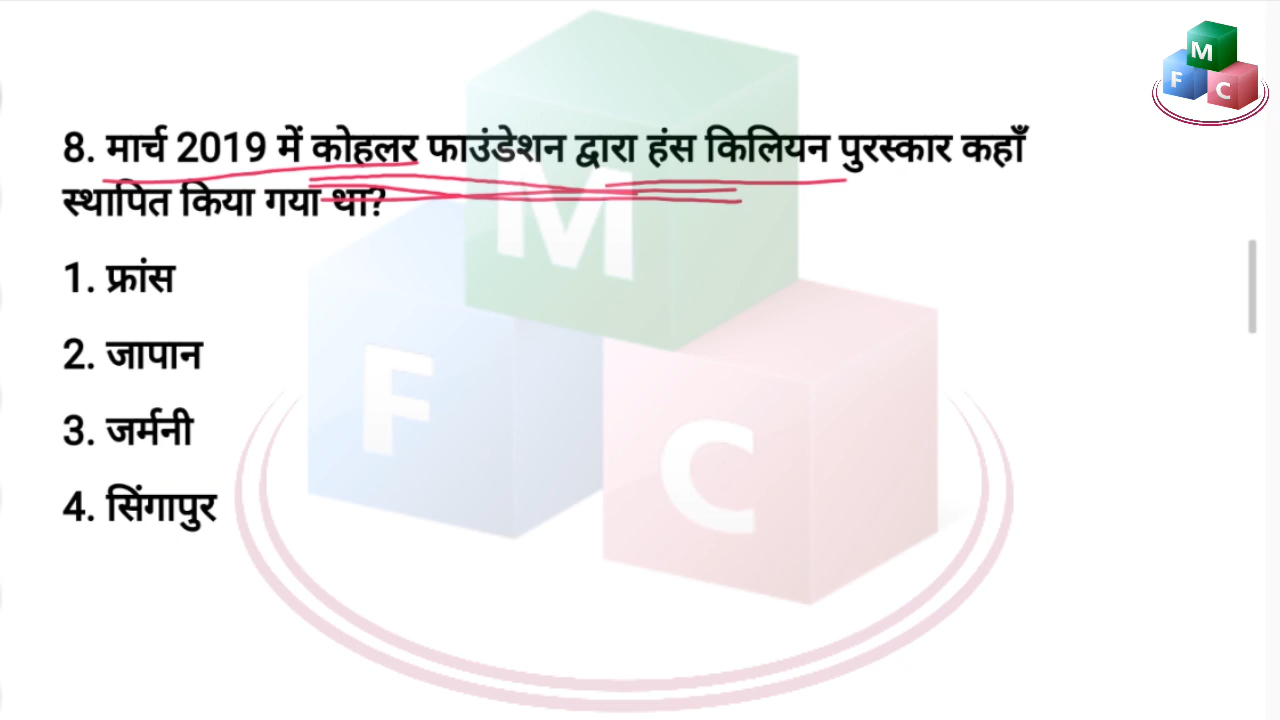 8. मार्च 2019 में कोहलर फाउंडेशन द्वारा हंस किलियन पुरस्कार कहाँ
स्थापित किया गया था?
1. फ्रांस
2. जापान
3. जर्मनी
4. सिंगापुर
M
F
C
M
F
C